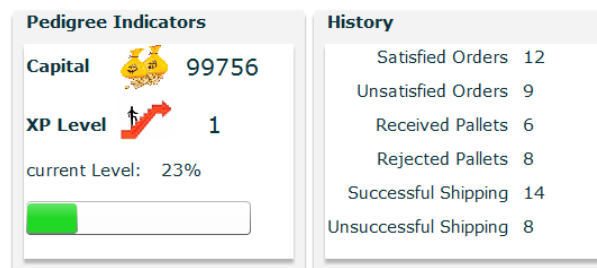 Pedigree Indicators
Capital 99756
XP Level 1
current Level: 23%
History
Satisfied Orders 12
Unsatisfied Orders 9
Received Pallets 6
Rejected Pallets 8
Successful Shipping 14
Unsuccessful Shipping 8